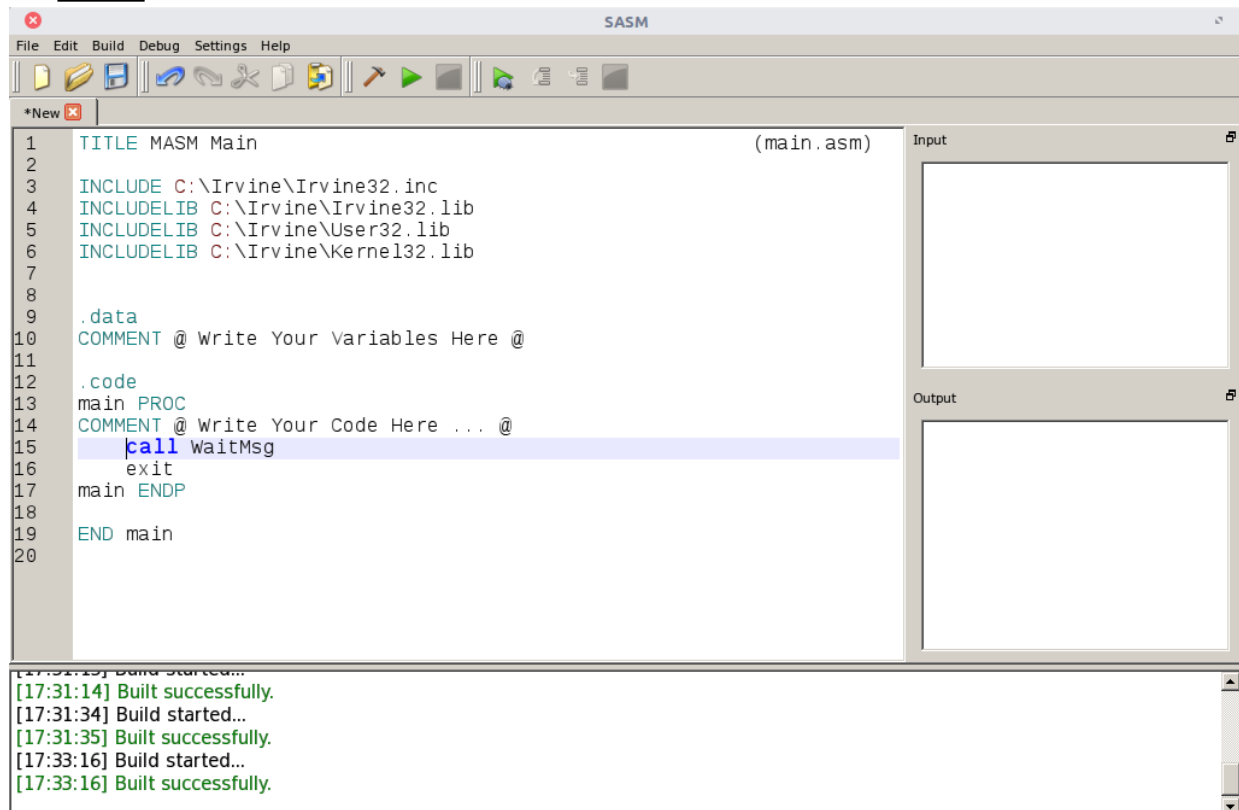 SASM
File Edit Build Debug Settings Help
*New
1 TITLE MASM Main (main.asm)
2
3 INCLUDE C:\Irvine\Irvine32.inc
4 INCLUDELIB C:\Irvine\Irvine32.lib
5 INCLUDELIB C:\Irvine\User32.lib
6 INCLUDELIB C:\Irvine\Kernel32.lib
7
8
9 .data
10 COMMENT @ Write Your Variables Here @
11
12 .code
13 main PROC
14 COMMENT @ Write Your Code Here ... @
15 call WaitMsg
16 exit
17 main ENDP
18
19 END main
20
Input
Output
[17:31:13] Build started...
[17:31:14] Built successfully.
[17:31:34] Build started...
[17:31:35] Built successfully.
[17:33:16] Build started...
[17:33:16] Built successfully.